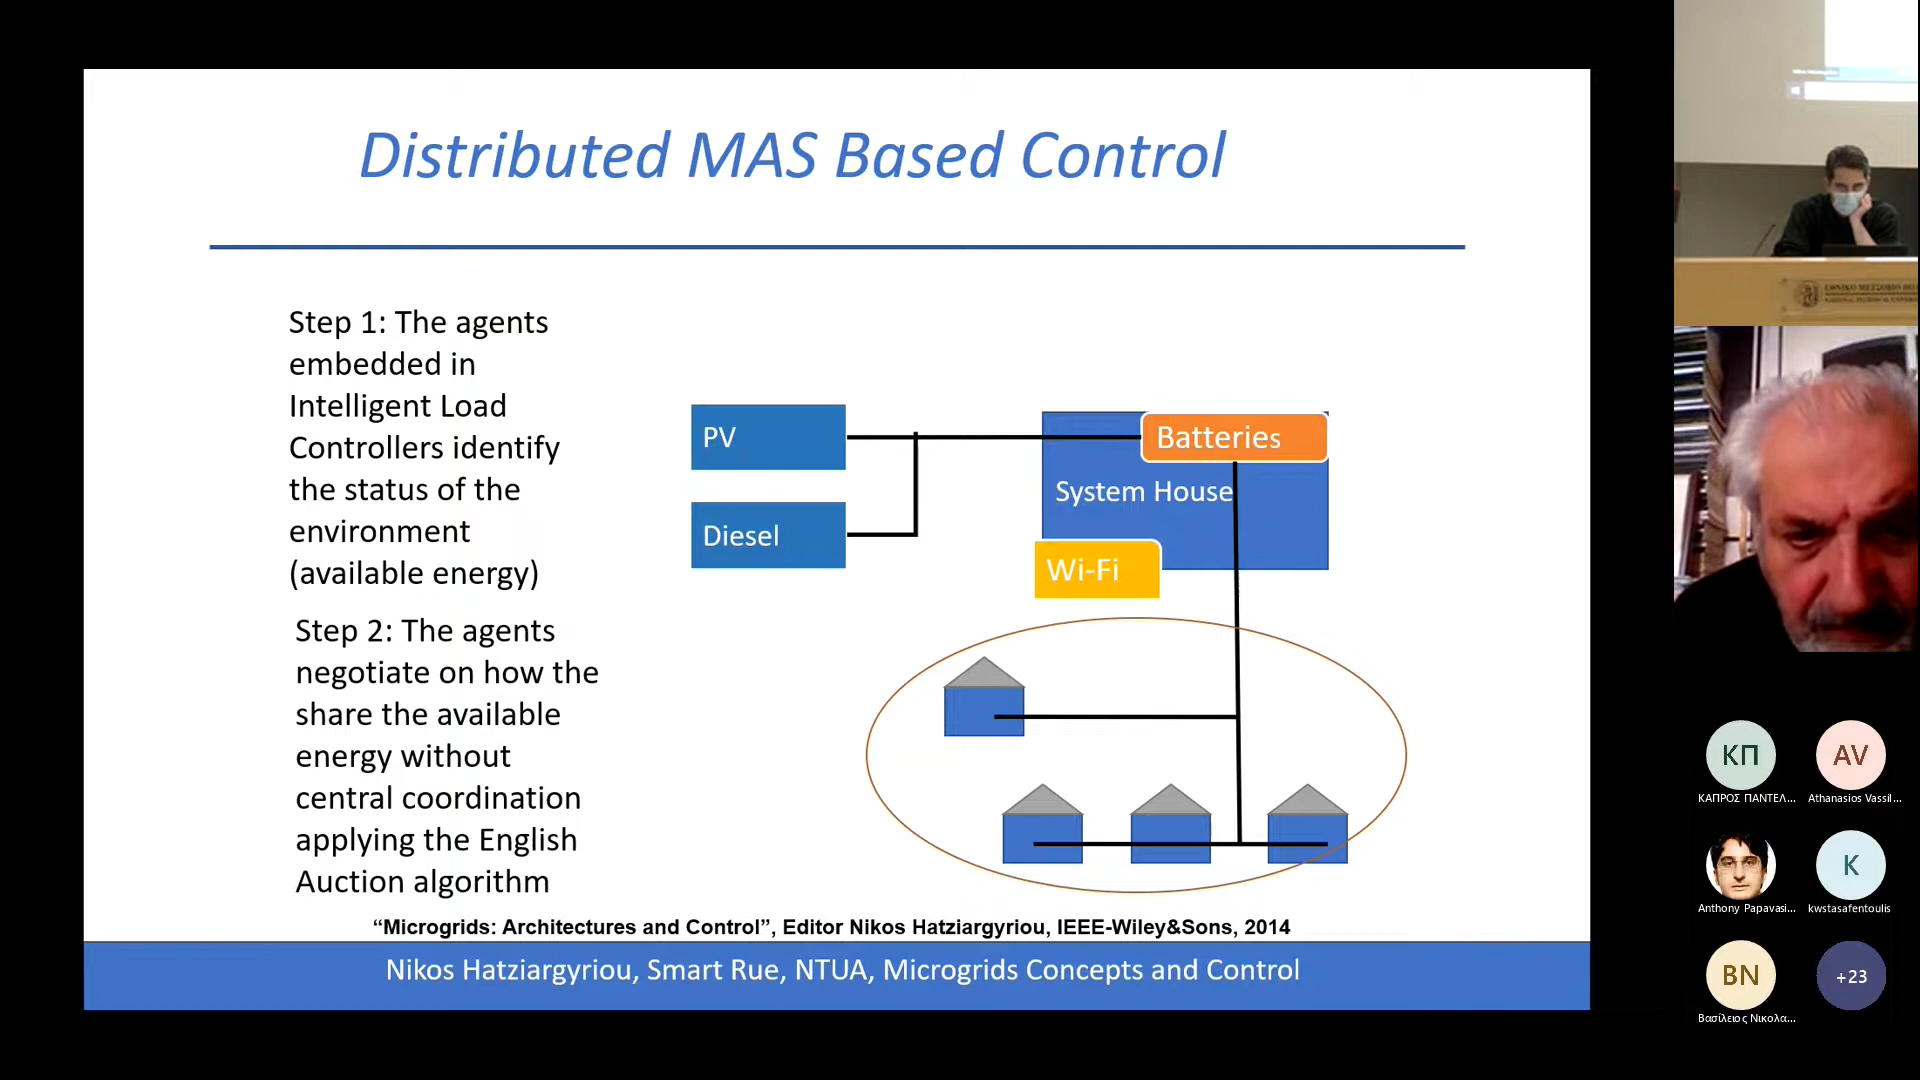 Distributed MAS Based Control
Step 1: The agents
embedded in
Intelligent Load
Controllers identify
the status of the
environment
(available energy)
Step 2: The agents
negotiate on how the
share the available
energy without
central coordination
applying the English
Auction algorithm
PV
Diesel
Batteries
System House
Wi-Fi
“Microgrids: Architectures and Control”, Editor Nikos Hatziargyriou, IEEE-Wiley&Sons, 2014
Nikos Hatziargyriou, Smart Rue, NTUA, Microgrids Concepts and Control
ΚΠ
ΚΑΠΡΟΣ ΠΑΝΤΕΛ...
AV
Athanasios Vassil...
Anthony Papavasi...
K
kwstasafentoulis
BN
Βασίλειος Νικολα...
+23